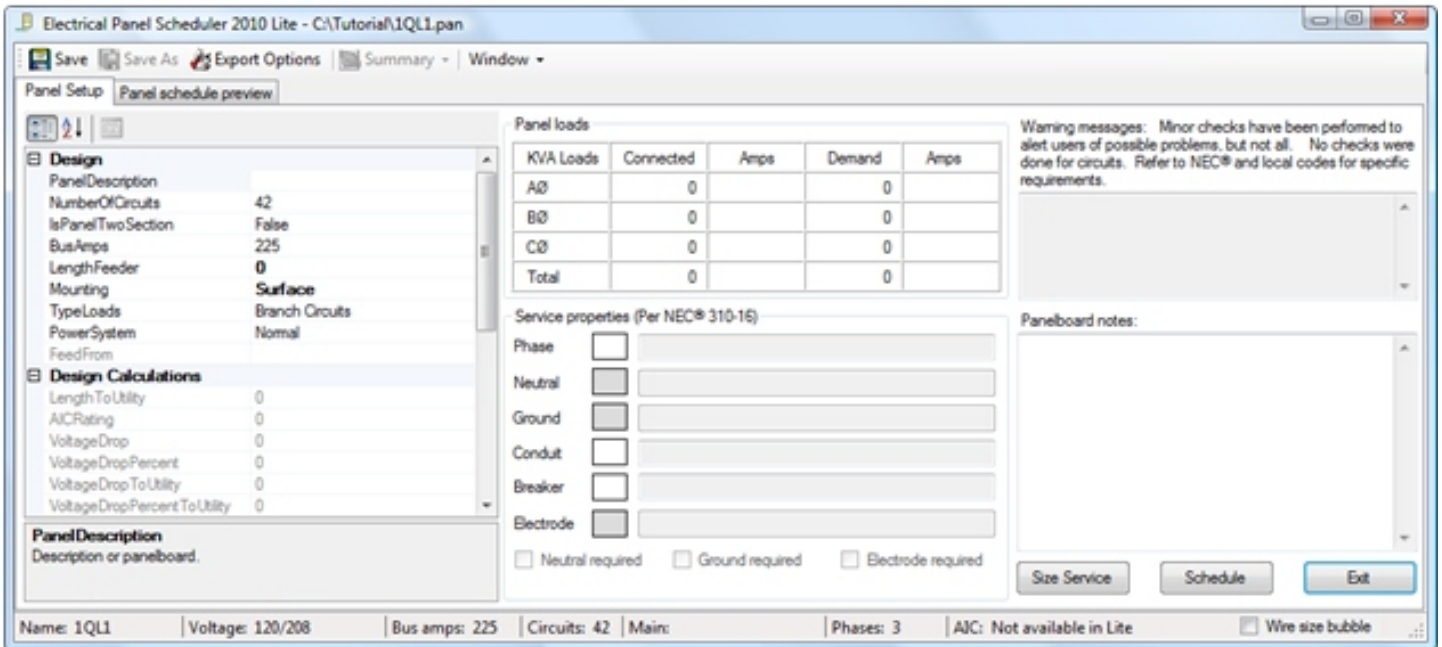 Electrical Panel Scheduler 2010 Lite - C:\Tutorial\1QL1.pan
Save Save As Export Options Summary Window
Panel Setup Panel schedule preview
Design
PanelDescription
NumberOfCircuits 42
IsPanelTwoSection False
BusAmps 225
LengthFeeder 0
Mounting Surface
TypeLoads Branch Circuits
PowerSystem Normal
FeedFrom
Design Calculations
LengthToUtility 0
AICRating 0
VoltageDrop 0
VoltageDropPercent 0
VoltageDropToUtility 0
VoltageDropPercentToUtility 0
PanelDescription
Description or panelboard.
Panel loads
KVA Loads Connected Amps Demand Amps
AØ 0 0
BØ 0 0
CØ 0 0
Total 0 0
Service properties (Per NEC® 310-16)
Phase
Neutral
Ground
Conduit
Breaker
Electrode
Neutral required Ground required Electrode required
Warning messages: Minor checks have been performed to
alert users of possible problems, but not all. No checks were
done for circuits. Refer to NEC® and local codes for specific
requirements.
Panelboard notes:
Size Service Schedule Exit
Name: 1QL1 Voltage: 120/208 Bus amps: 225 Circuits: 42 Main: Phases: 3 AIC: Not available in Lite Wire size bubble